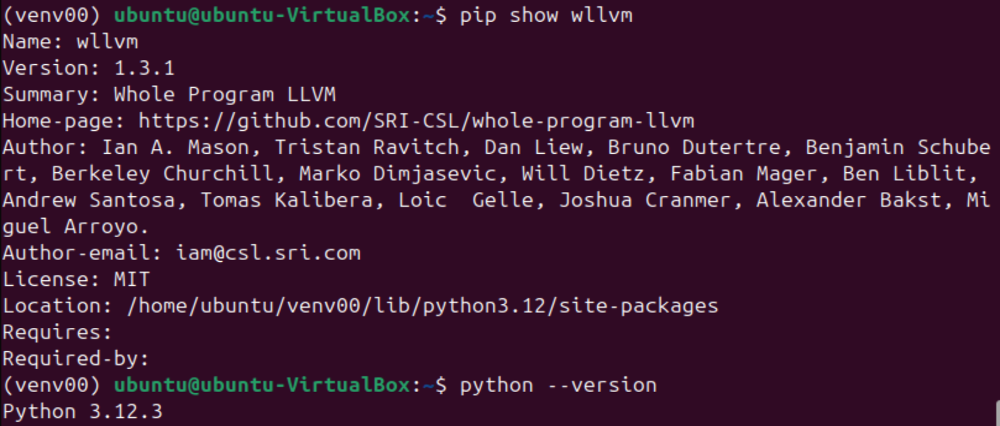 (venv00) ubuntu@ubuntu-VirtualBox:~$ pip show wllvm
Name: wllvm
Version: 1.3.1
Summary: Whole Program LLVM
Home-page: https://github.com/SRI-CSL/whole-program-llvm
Author: Ian A. Mason, Tristan Ravitch, Dan Liew, Bruno Dutertre, Benjamin Schube
rt, Berkeley Churchill, Marko Dimjasevic, Will Dietz, Fabian Mager, Ben Liblit,
Andrew Santosa, Tomas Kalibera, Loic  Gelle, Joshua Cranmer, Alexander Bakst, Mi
guel Arroyo.
Author-email: iam@csl.sri.com
License: MIT
Location: /home/ubuntu/venv00/lib/python3.12/site-packages
Requires:
Required-by:
(venv00) ubuntu@ubuntu-VirtualBox:~$ python --version
Python 3.12.3